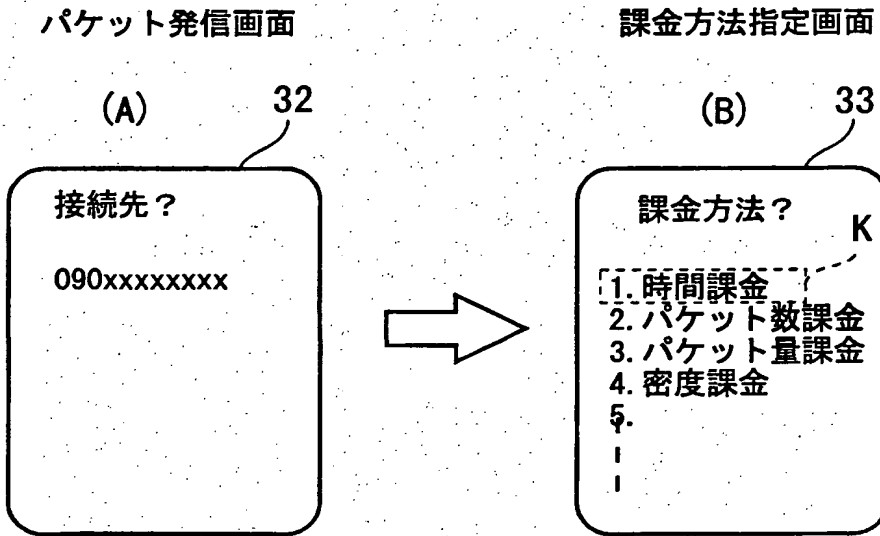 パケット発信画面
課金方法指定画面
(A)
32
(B)
33
接続先？
090xxxxxxxx
課金方法？
K
1. 時間課金
2. パケット数課金
3. パケット量課金
4. 密度課金
5.